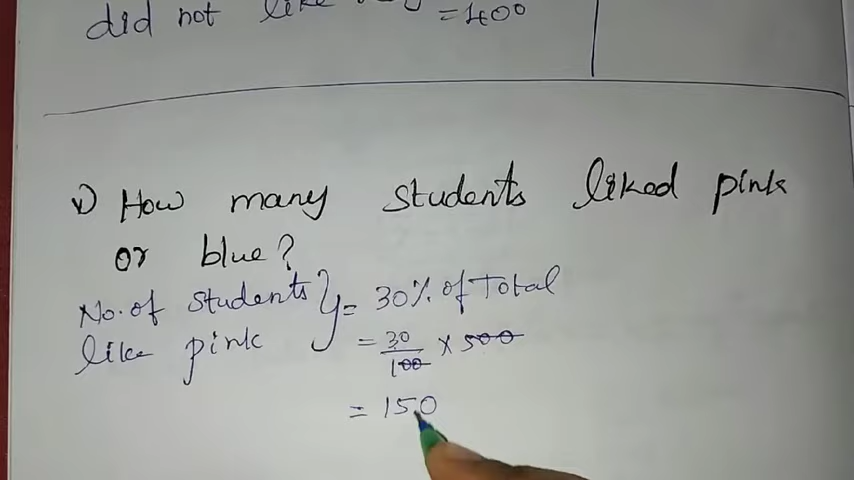 did not like
= 400
v) How many students liked pink
or blue?
No. of students } = 30% of Total
like pink = 30/100 × 500
= 150